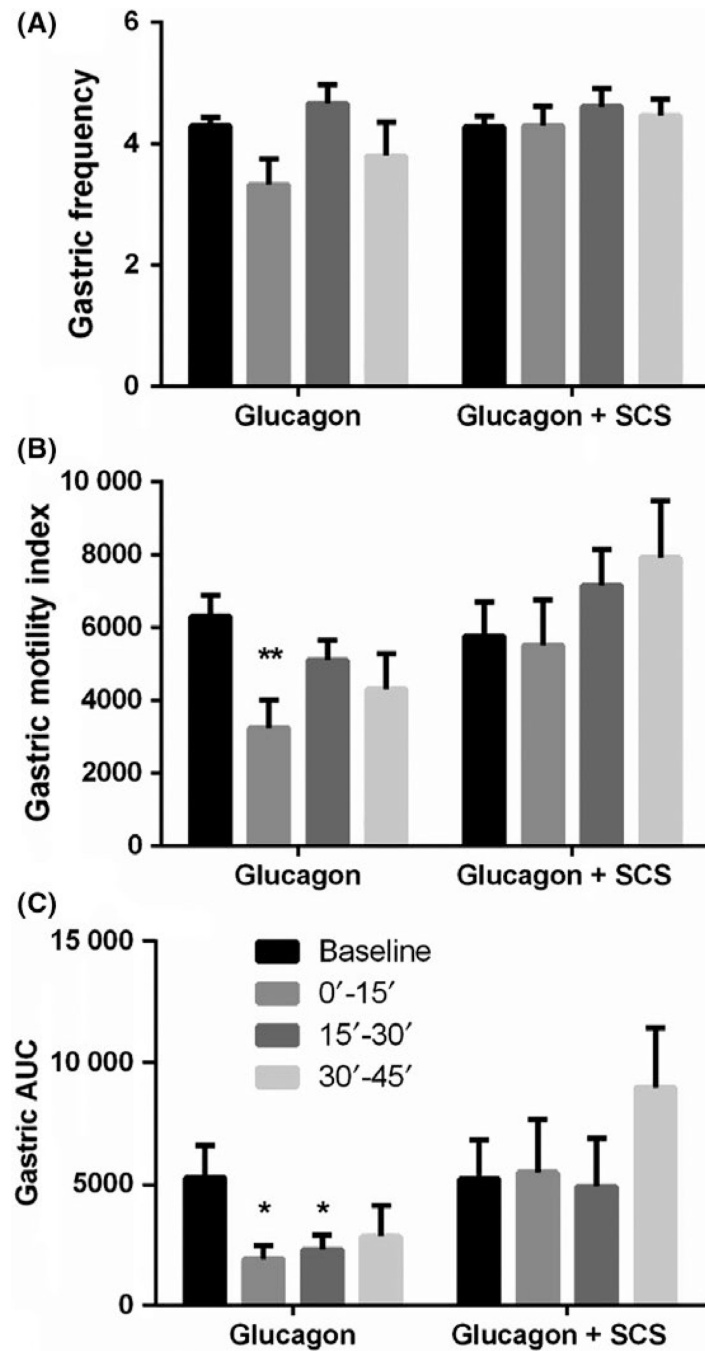 (A)
Gastric frequency
6
4
2
0
Glucagon Glucagon + SCS
(B)
Gastric motility index
10 000
8000
6000
4000
2000
0
**
Glucagon Glucagon + SCS
(C)
Gastric AUC
15 000
10 000
5000
0
Baseline
0′-15′
15′-30′
30′-45′
* *
Glucagon Glucagon + SCS